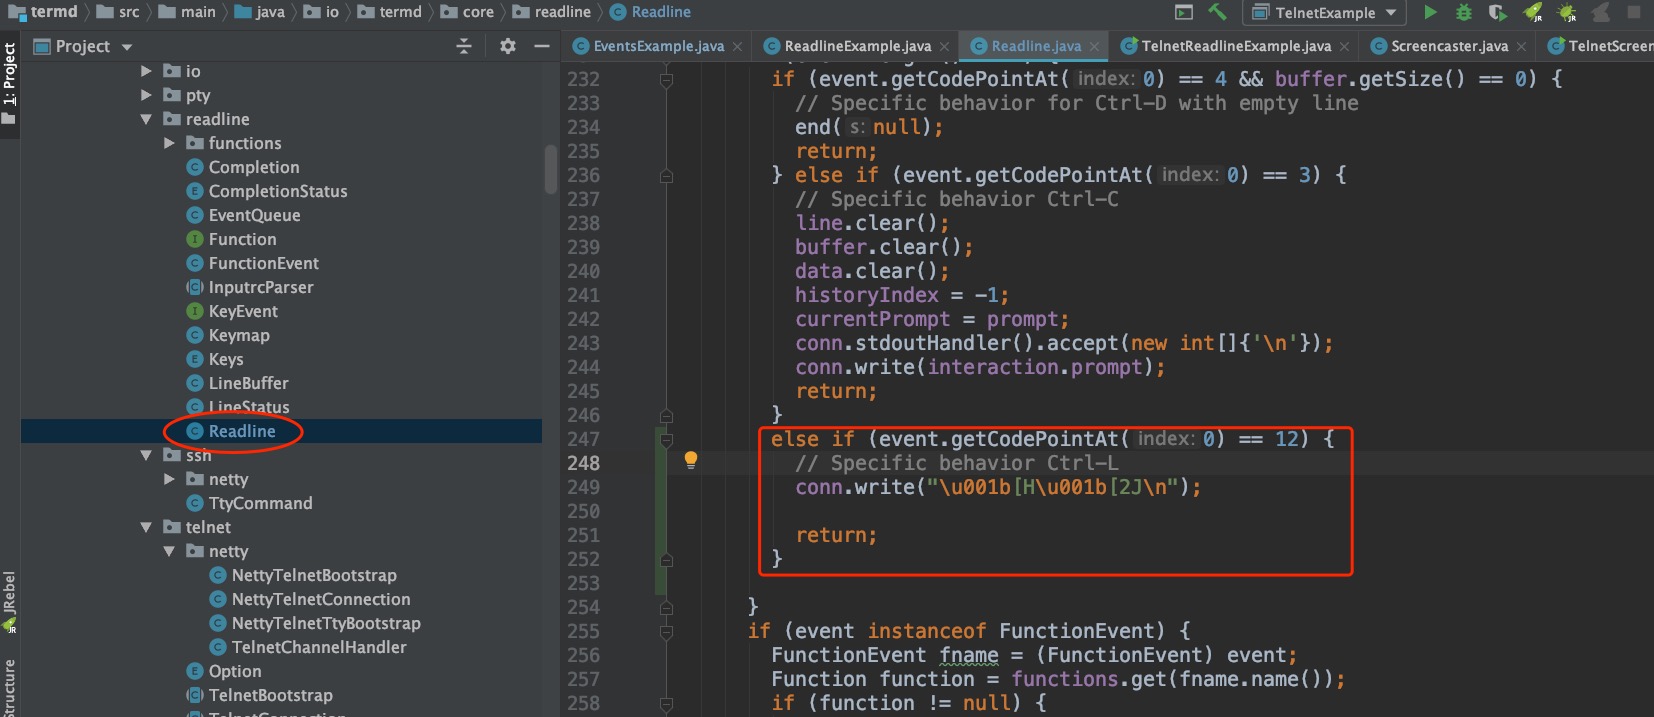 termd src main java io termd core readline Readline TelnetExample
1: Project
Project
EventsExample.java ReadlineExample.java Readline.java TelnetReadlineExample.java Screencaster.java TelnetScreen
io
pty
readline
functions
Completion
CompletionStatus
EventQueue
Function
FunctionEvent
InputrcParser
KeyEvent
Keymap
Keys
LineBuffer
LineStatus
Readline
ssh
netty
TtyCommand
telnet
netty
NettyTelnetBootstrap
NettyTelnetConnection
NettyTelnetTtyBootstrap
TelnetChannelHandler
Option
TelnetBootstrap
TelnetConnection
JRebel
Structure
232 if (event.getCodePointAt( index: 0) == 4 && buffer.getSize() == 0) {
233 // Specific behavior for Ctrl-D with empty line
234 end( s: null);
235 return;
236 } else if (event.getCodePointAt( index: 0) == 3) {
237 // Specific behavior Ctrl-C
238 line.clear();
239 buffer.clear();
240 data.clear();
241 historyIndex = -1;
242 currentPrompt = prompt;
243 conn.stdoutHandler().accept(new int[]{'\n'});
244 conn.write(interaction.prompt);
245 return;
246 }
247 else if (event.getCodePointAt( index: 0) == 12) {
248 // Specific behavior Ctrl-L
249 conn.write("\u001b[H\u001b[2J\n");
250
251 return;
252 }
253
254 }
255 if (event instanceof FunctionEvent) {
256 FunctionEvent fname = (FunctionEvent) event;
257 Function function = functions.get(fname.name());
258 if (function != null) {